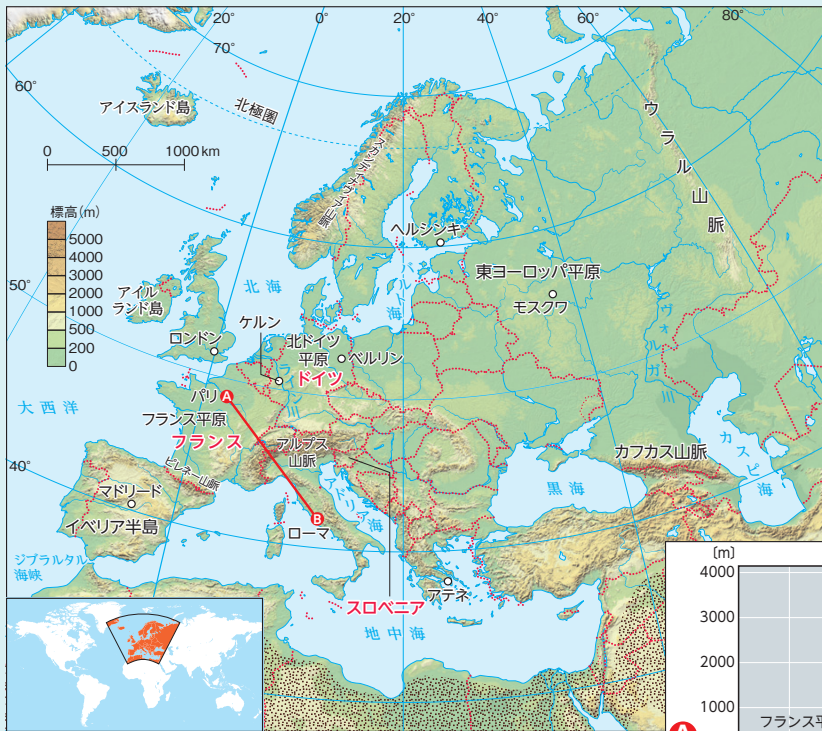 20°
0°
20°
40°
60°
80°
70°
60°
50°
40°
アイスランド島
北極圏
0
500
1000km
標高(m)
5000
4000
3000
2000
1000
500
200
0
スカンディナヴィア山脈
ウラル山脈
ヘルシンキ
バルト海
東ヨーロッパ平原
モスクワ
ヴォルガ川
北海
アイル
ランド島
ロンドン
ケルン
北ドイツ
平原
ベルリン
ドイツ
ライン川
パリ
A
フランス平原
フランス
アルプス
山脈
大西洋
ピレネー山脈
マドリード
イベリア半島
ジブラルタル
海峡
アドリア海
B
ローマ
黒海
カフカス山脈
カスピ海
アテネ
スロベニア
地中海
[m]
4000
3000
2000
1000
A
フランス平